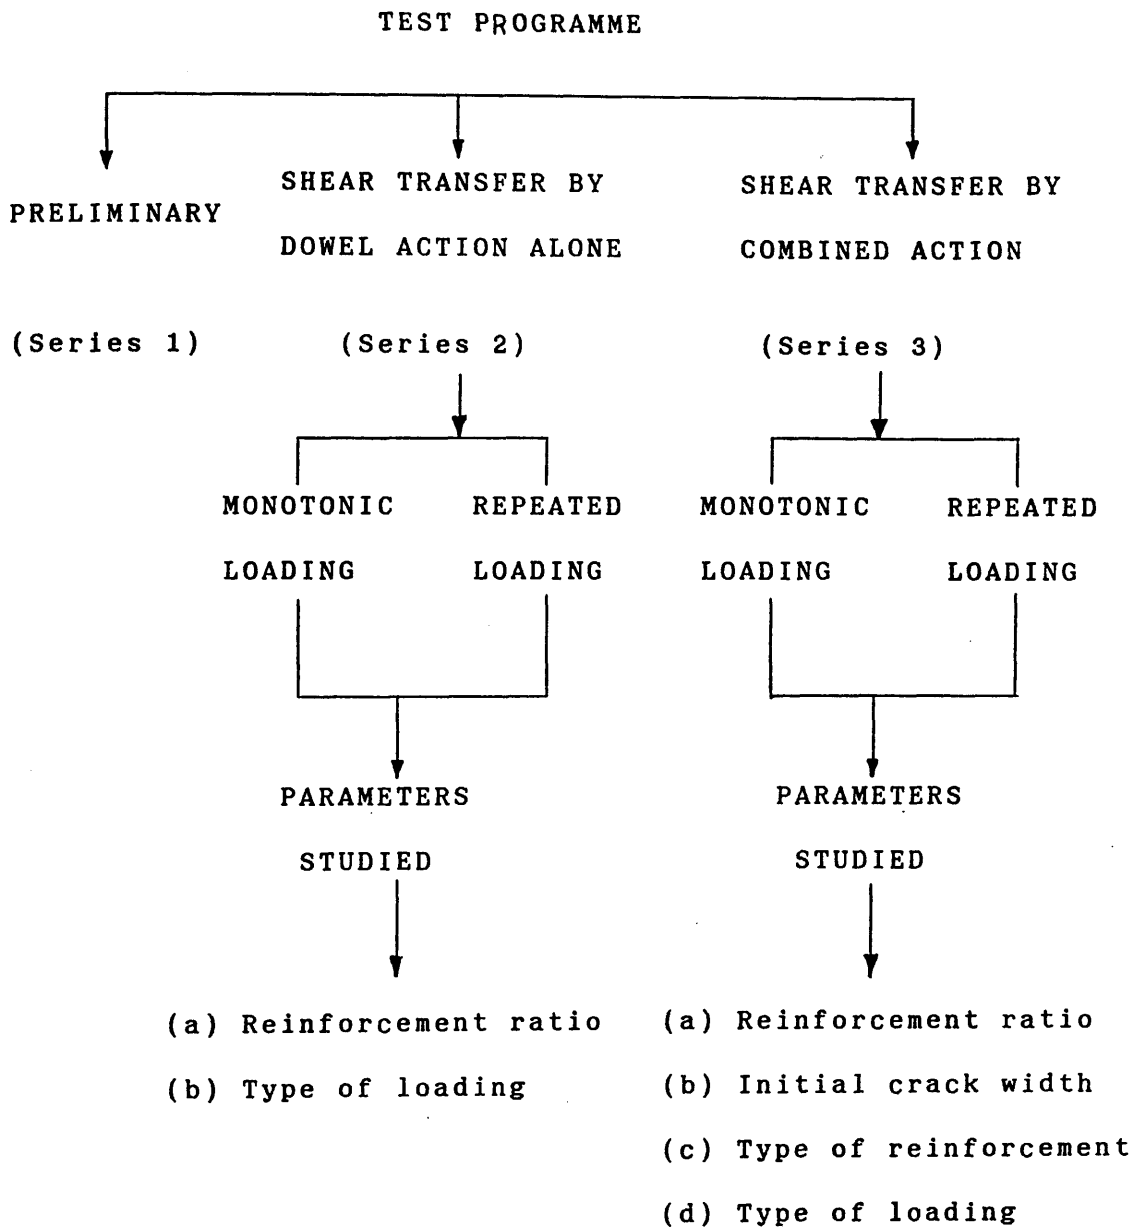 TEST PROGRAMME
PRELIMINARY
(Series 1)
SHEAR TRANSFER BY
DOWEL ACTION ALONE
(Series 2)
MONOTONIC
LOADING
REPEATED
LOADING
PARAMETERS
STUDIED
(a) Reinforcement ratio
(b) Type of loading
SHEAR TRANSFER BY
COMBINED ACTION
(Series 3)
MONOTONIC
LOADING
REPEATED
LOADING
PARAMETERS
STUDIED
(a) Reinforcement ratio
(b) Initial crack width
(c) Type of reinforcement
(d) Type of loading